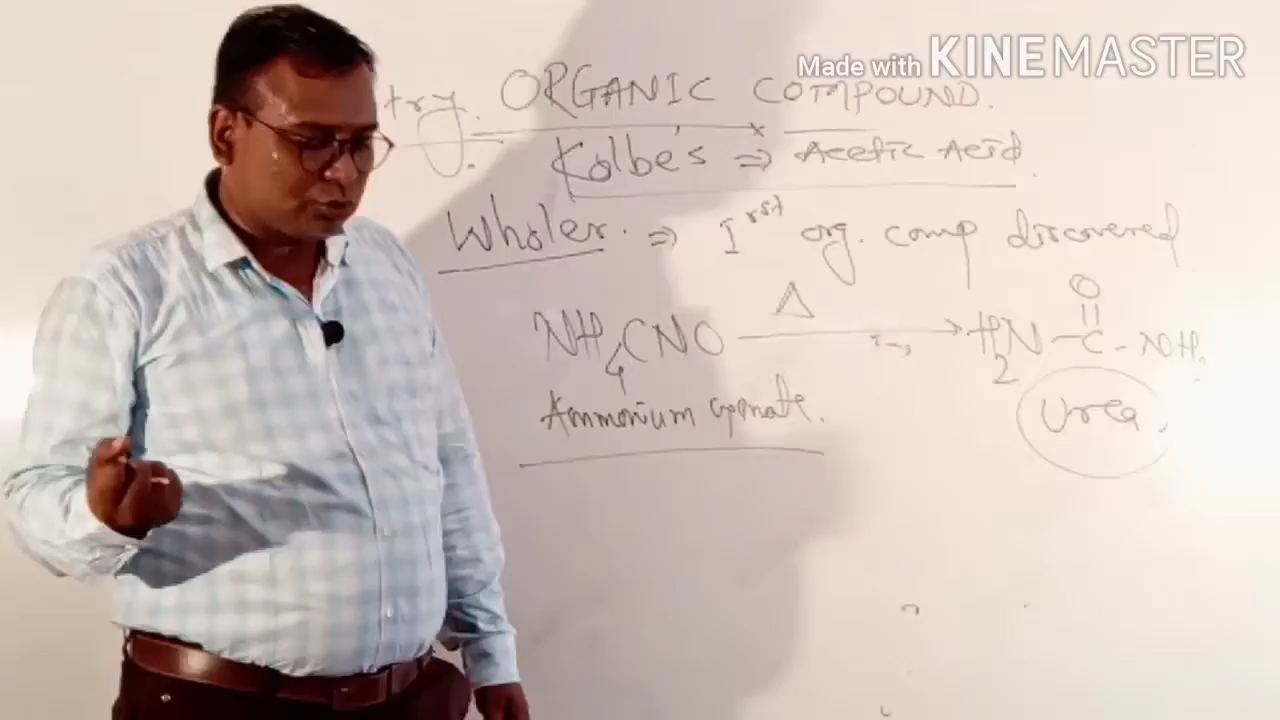 Made with KINEMASTER
try. ORGANIC COMPOUND.
Kolbe's ⇒ Acetic Acid
Wholer. ⇒ Irst org. comp discovered
Δ O
NH4CNO → H2N-C-NH2
Ammonium cyanate. Urea